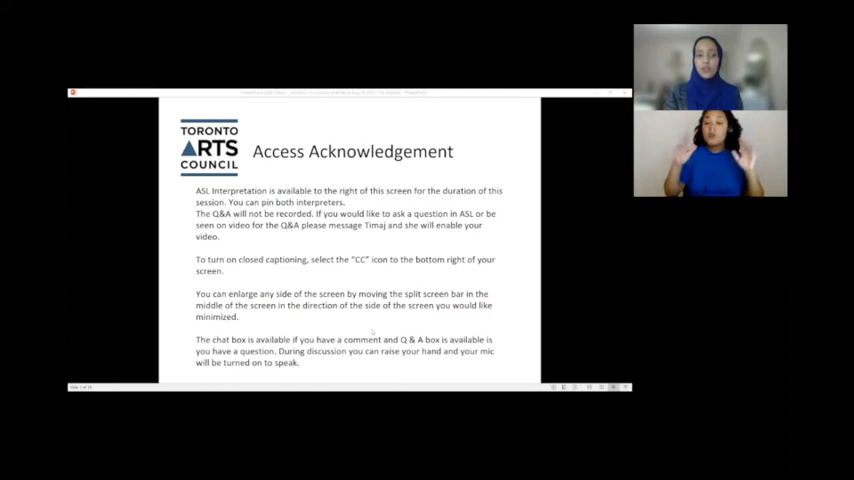 TORONTO
ARTS
COUNCIL
Access Acknowledgement
ASL Interpretation is available to the right of this screen for the duration of this
session. You can pin both interpreters.
The Q&A will not be recorded. If you would like to ask a question in ASL or be
seen on video for the Q&A please message Timaj and she will enable your
video.
To turn on closed captioning, select the “CC” icon to the bottom right of your
screen.
You can enlarge any side of the screen by moving the split screen bar in the
middle of the screen in the direction of the side of the screen you would like
minimized.
The chat box is available if you have a comment and Q & A box is available is
you have a question. During discussion you can raise your hand and your mic
will be turned on to speak.